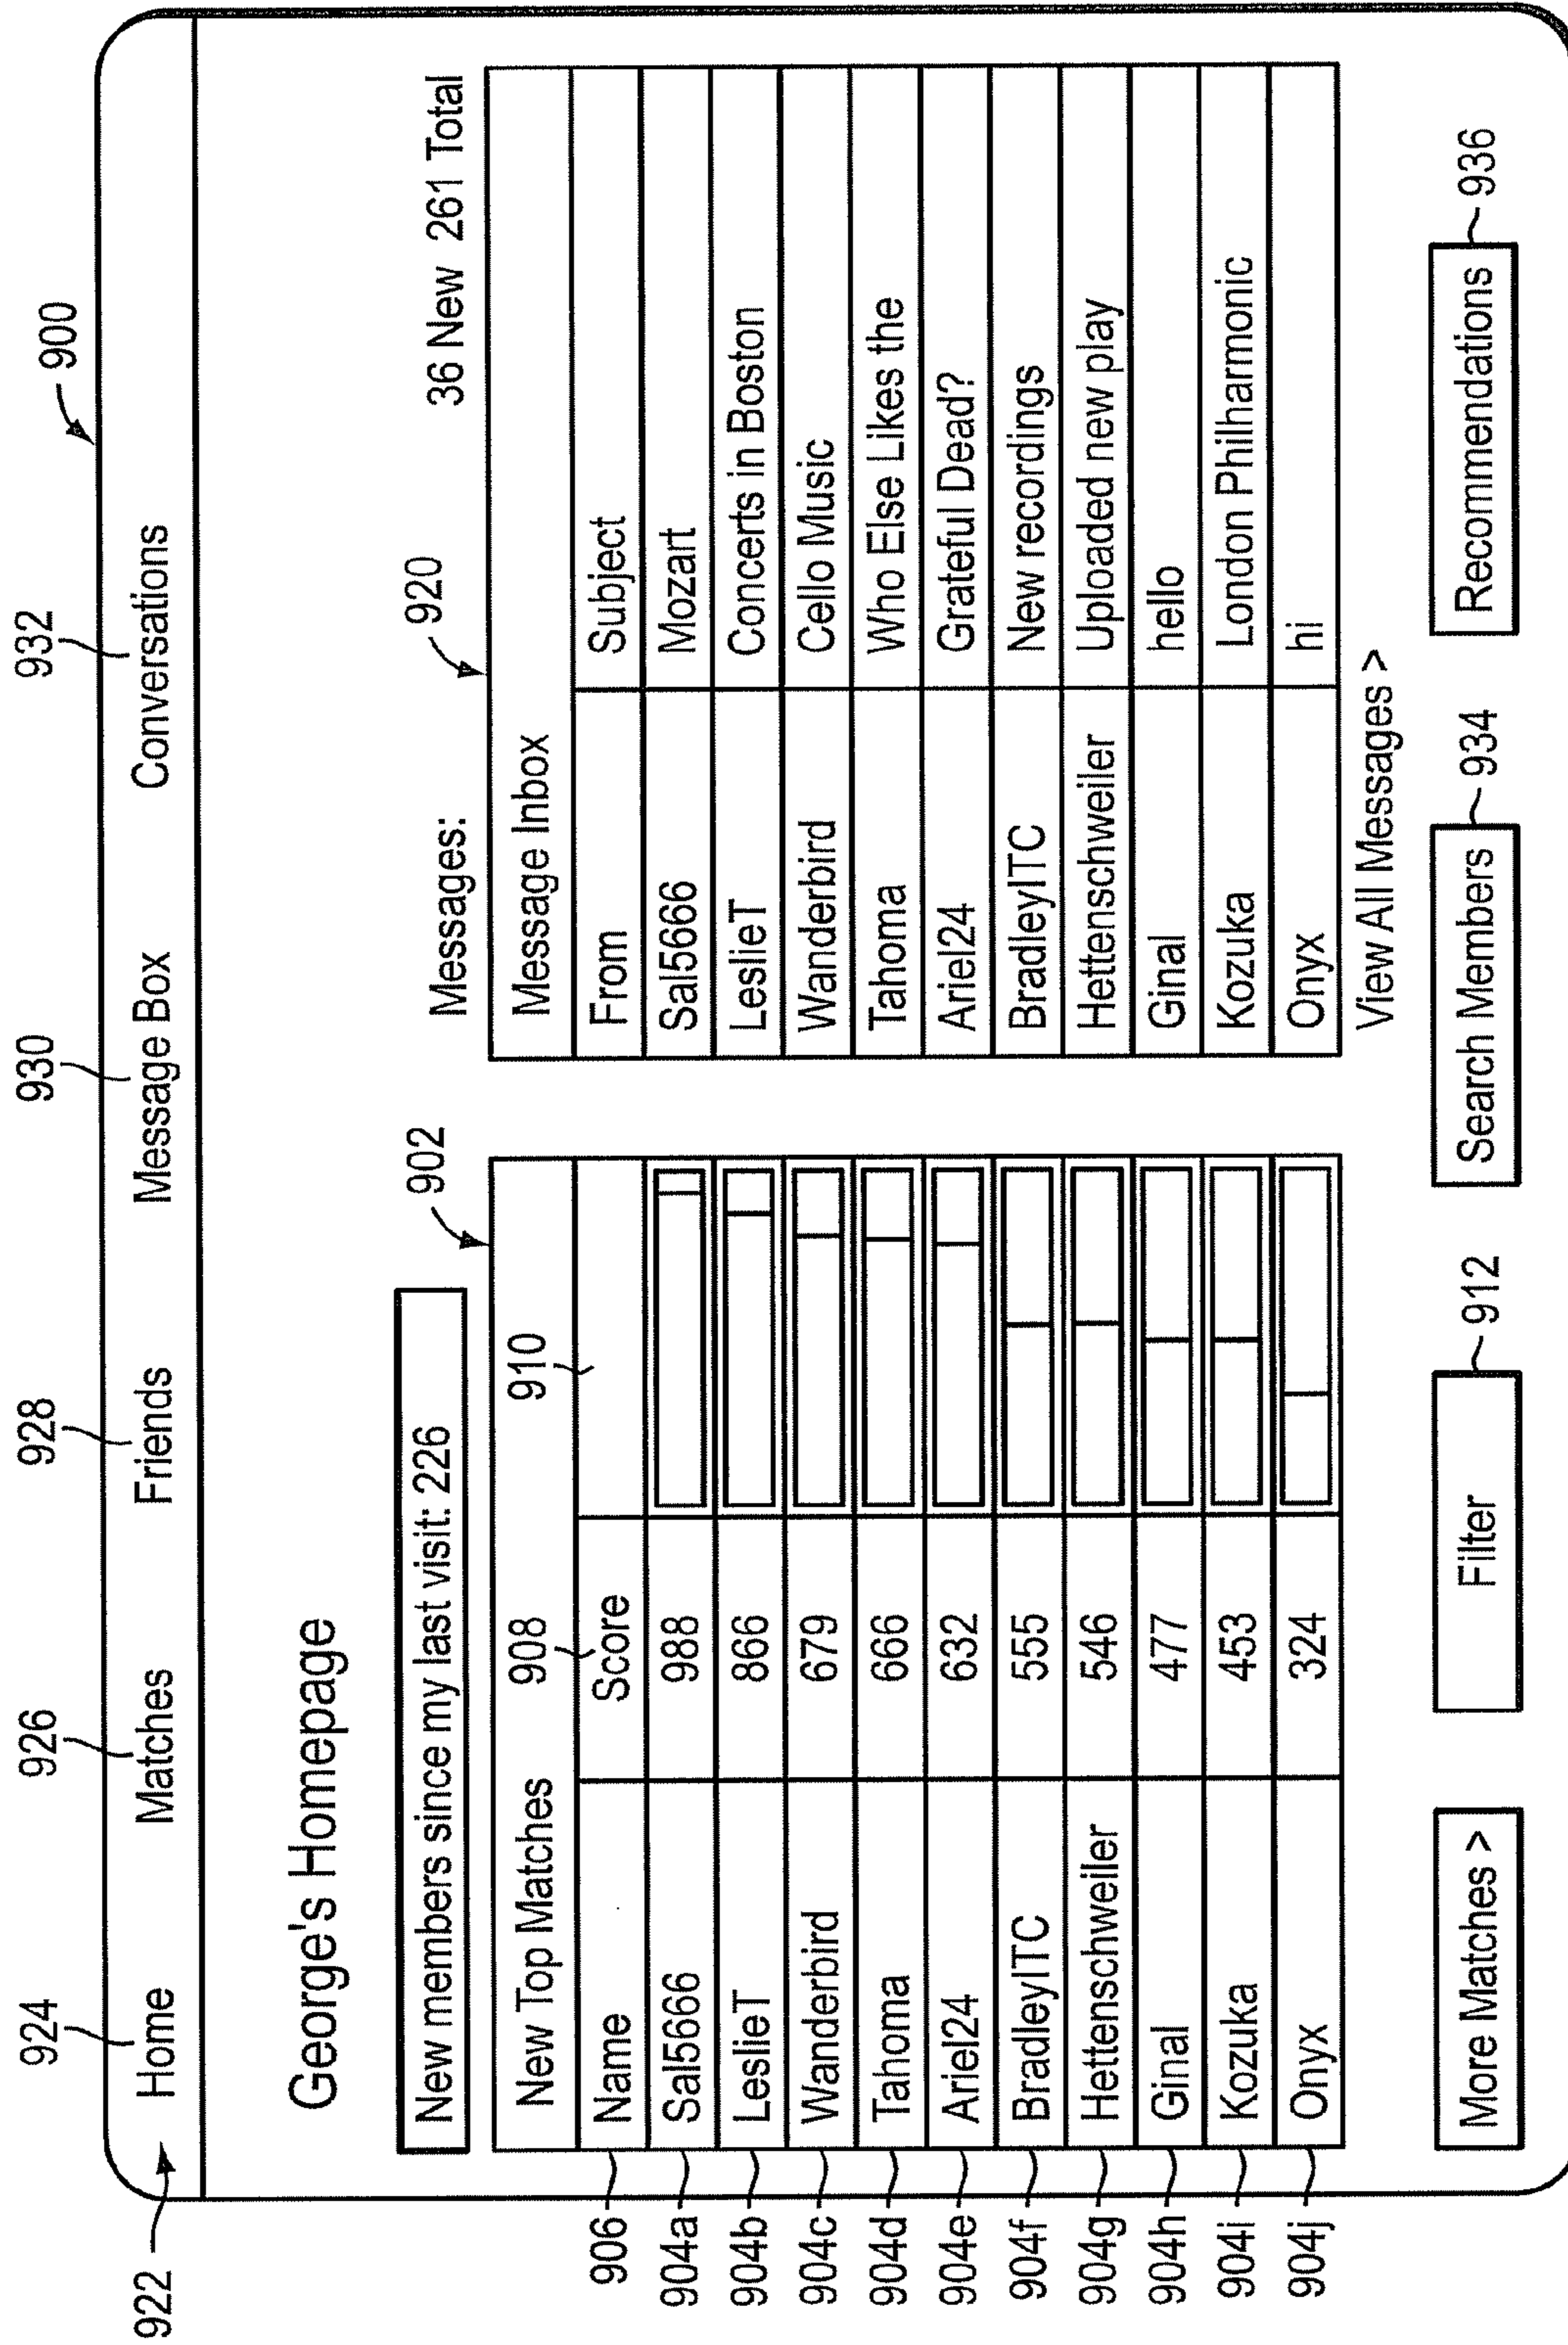 900
922
924
926
928
930
932
Home Matches Friends Message Box Conversations
George's Homepage
New members since my last visit: 226
902
New Top Matches
908
910
906
Name Score
904a
Sal5666 988
904b
LeslieT 866
904c
Wanderbird 679
904d
Tahoma 666
904e
Ariel24 632
904f
BradleyITC 555
904g
Hettenschweiler 546
904h
Ginal 477
904i
Kozuka 453
904j
Onyx 324
Messages: 36 New 261 Total
920
Message Inbox
From Subject
Sal5666 Mozart
LeslieT Concerts in Boston
Wanderbird Cello Music
Tahoma Who Else Likes the
Ariel24 Grateful Dead?
BradleyITC New recordings
Hettenschweiler Uploaded new play
Ginal hello
Kozuka London Philharmonic
Onyx hi
View All Messages >
More Matches >
Filter
912
Search Members
934
Recommendations
936